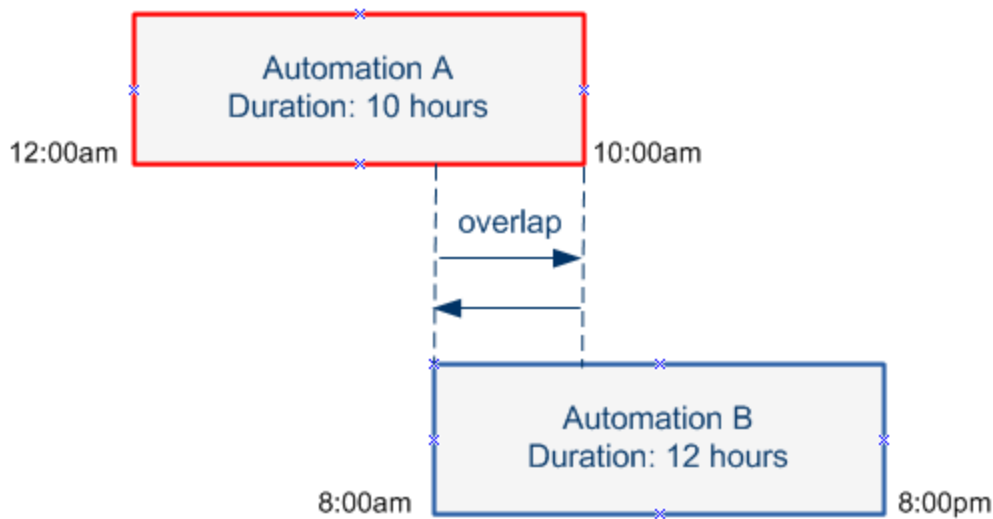 Automation A
Duration: 10 hours
12:00am
10:00am
overlap
Automation B
Duration: 12 hours
8:00am
8:00pm